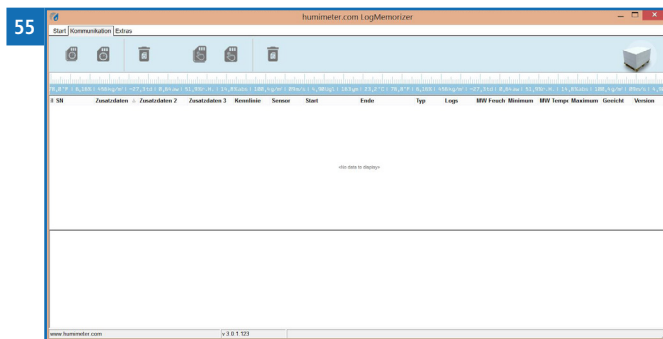 55
humimeter.com LogMemorizer
Start Kommunikation Extras
SN Zusatzdaten Zusatzdaten 2 Zusatzdaten 3 Kennlinie Sensor Start Ende Typ Logs MW Feuch Minimum MW Tempe Maximum Gewicht Version
<No data to display>
www.humimeter.com v 3.0.1.123